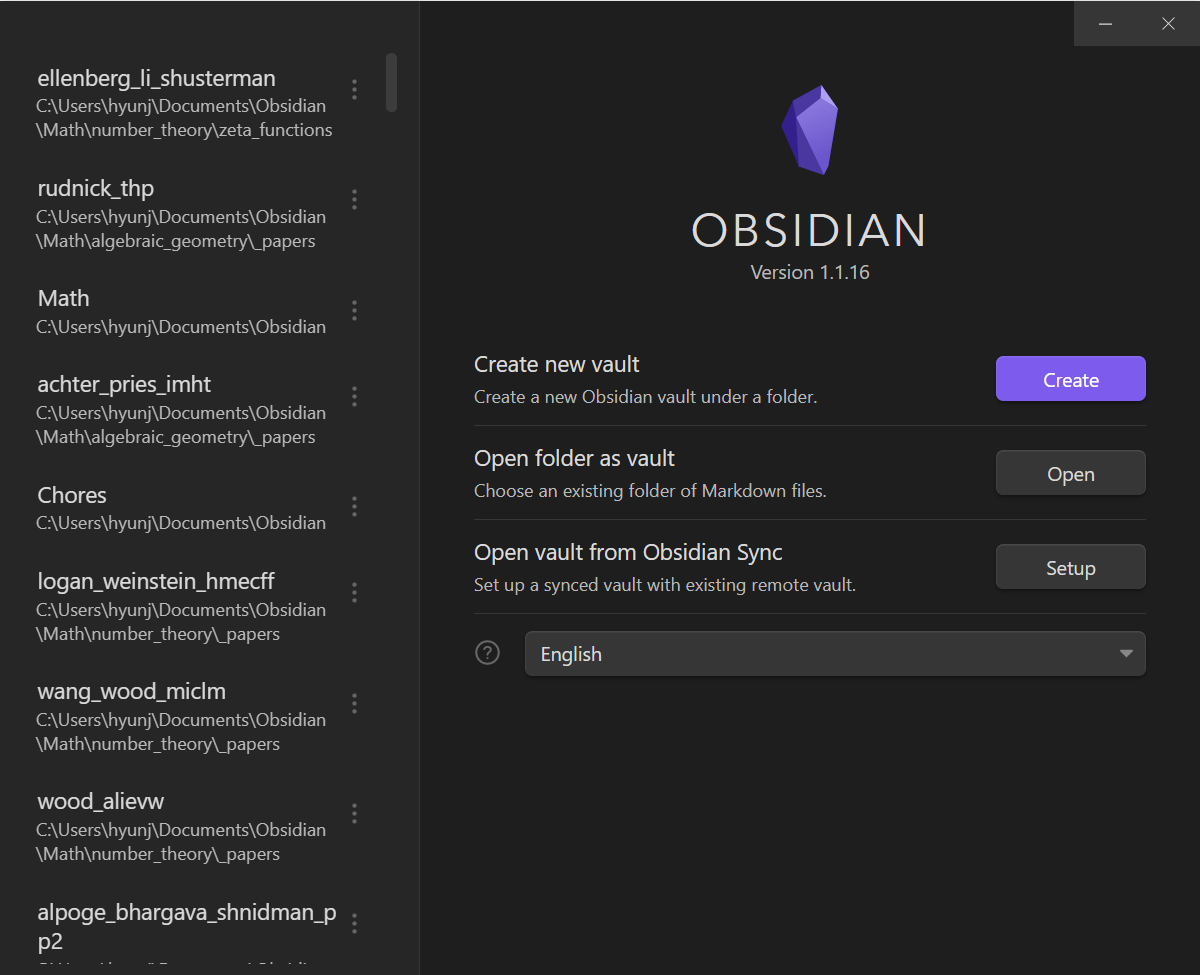 ellenberg_li_shusterman
C:\Users\hyunj\Documents\Obsidian
\Math\number_theory\zeta_functions
rudnick_thp
C:\Users\hyunj\Documents\Obsidian
\Math\algebraic_geometry\_papers
Math
C:\Users\hyunj\Documents\Obsidian
achter_pries_imht
C:\Users\hyunj\Documents\Obsidian
\Math\algebraic_geometry\_papers
Chores
C:\Users\hyunj\Documents\Obsidian
logan_weinstein_hmecff
C:\Users\hyunj\Documents\Obsidian
\Math\number_theory\_papers
wang_wood_miclm
C:\Users\hyunj\Documents\Obsidian
\Math\number_theory\_papers
wood_alievw
C:\Users\hyunj\Documents\Obsidian
\Math\number_theory\_papers
alpoge_bhargava_shnidman_p
p2
OBSIDIAN
Version 1.1.16
Create new vault
Create a new Obsidian vault under a folder.
Create
Open folder as vault
Choose an existing folder of Markdown files.
Open
Open vault from Obsidian Sync
Set up a synced vault with existing remote vault.
Setup
?
English